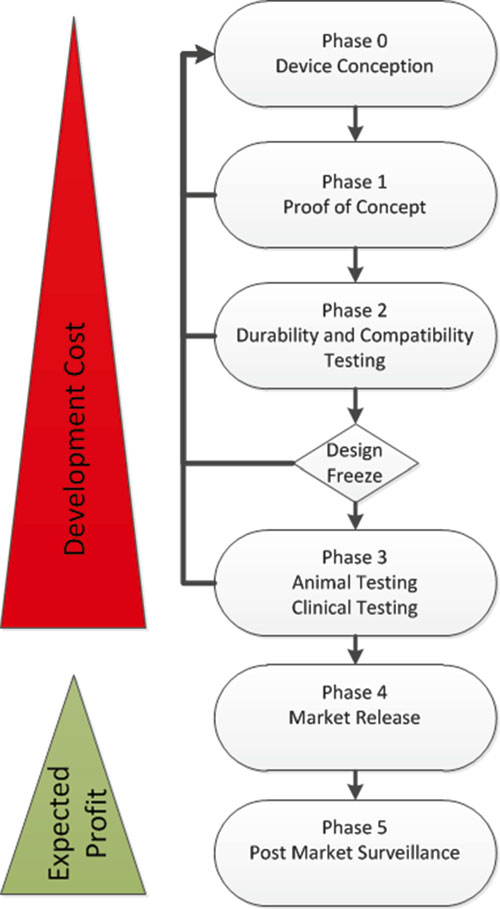 Phase 0
Device Conception
Phase 1
Proof of Concept
Phase 2
Durability and Compatibility
Testing
Design
Freeze
Phase 3
Animal Testing
Clinical Testing
Phase 4
Market Release
Phase 5
Post Market Surveillance
Development Cost
Expected
Profit